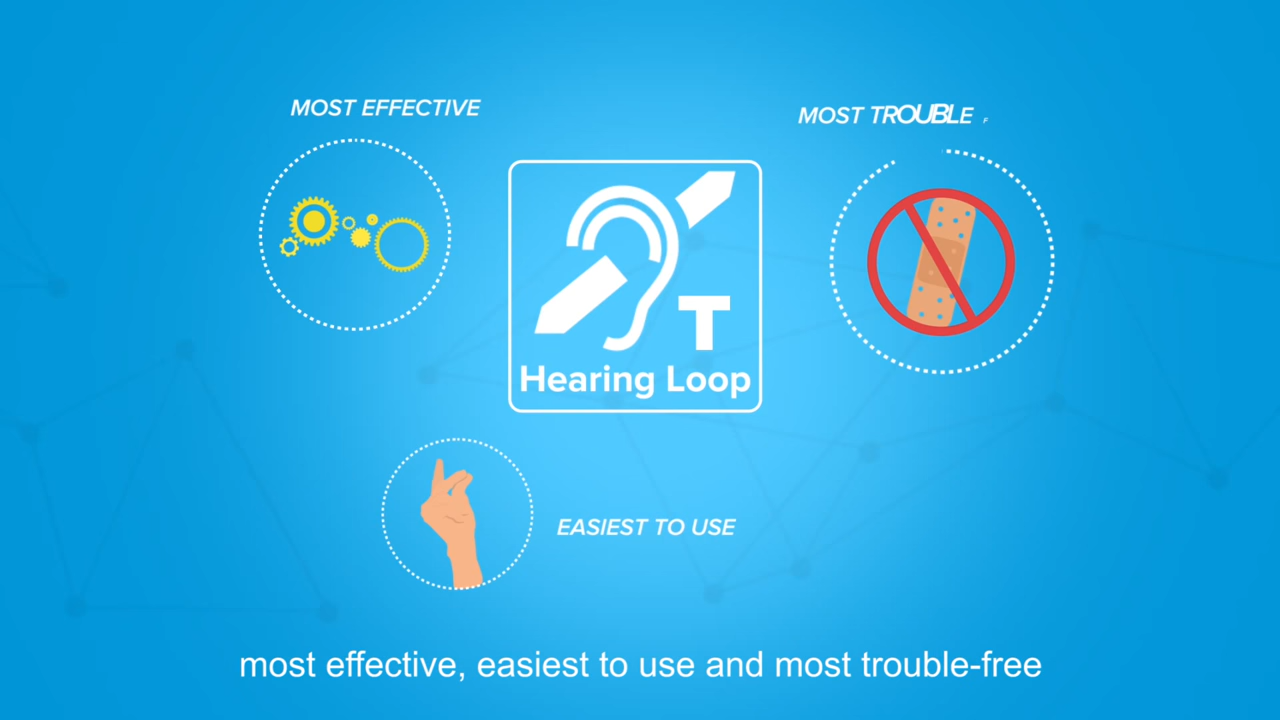 MOST EFFECTIVE
MOST TROUBLE F
T
Hearing Loop
EASIEST TO USE
most effective, easiest to use and most trouble-free